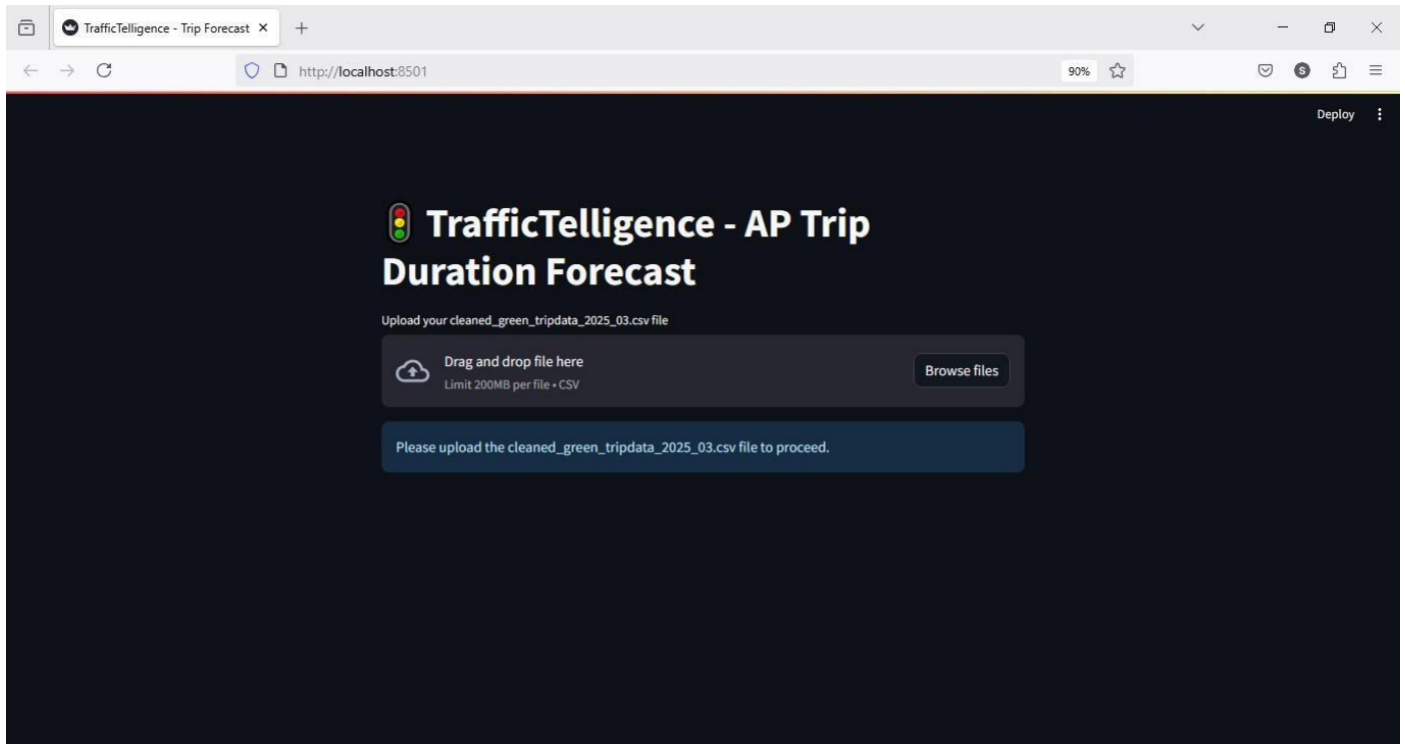 TrafficTelligence - Trip Forecast
http://localhost:8501
90%
S
Deploy
TrafficTelligence - AP Trip
Duration Forecast
Upload your cleaned_green_tripdata_2025_03.csv file
Drag and drop file here
Limit 200MB per file • CSV
Browse files
Please upload the cleaned_green_tripdata_2025_03.csv file to proceed.